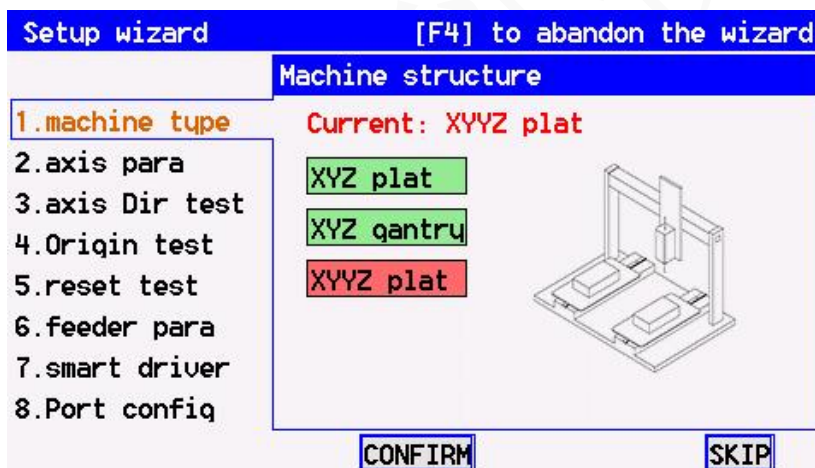 Setup wizard [F4] to abandon the wizard
Machine structure
1.machine type
2.axis para
3.axis Dir test
4.Origin test
5.reset test
6.feeder para
7.smart driver
8.Port config
Current: XYYZ plat
XYZ plat
XYZ gantry
XYYZ plat
CONFIRM SKIP